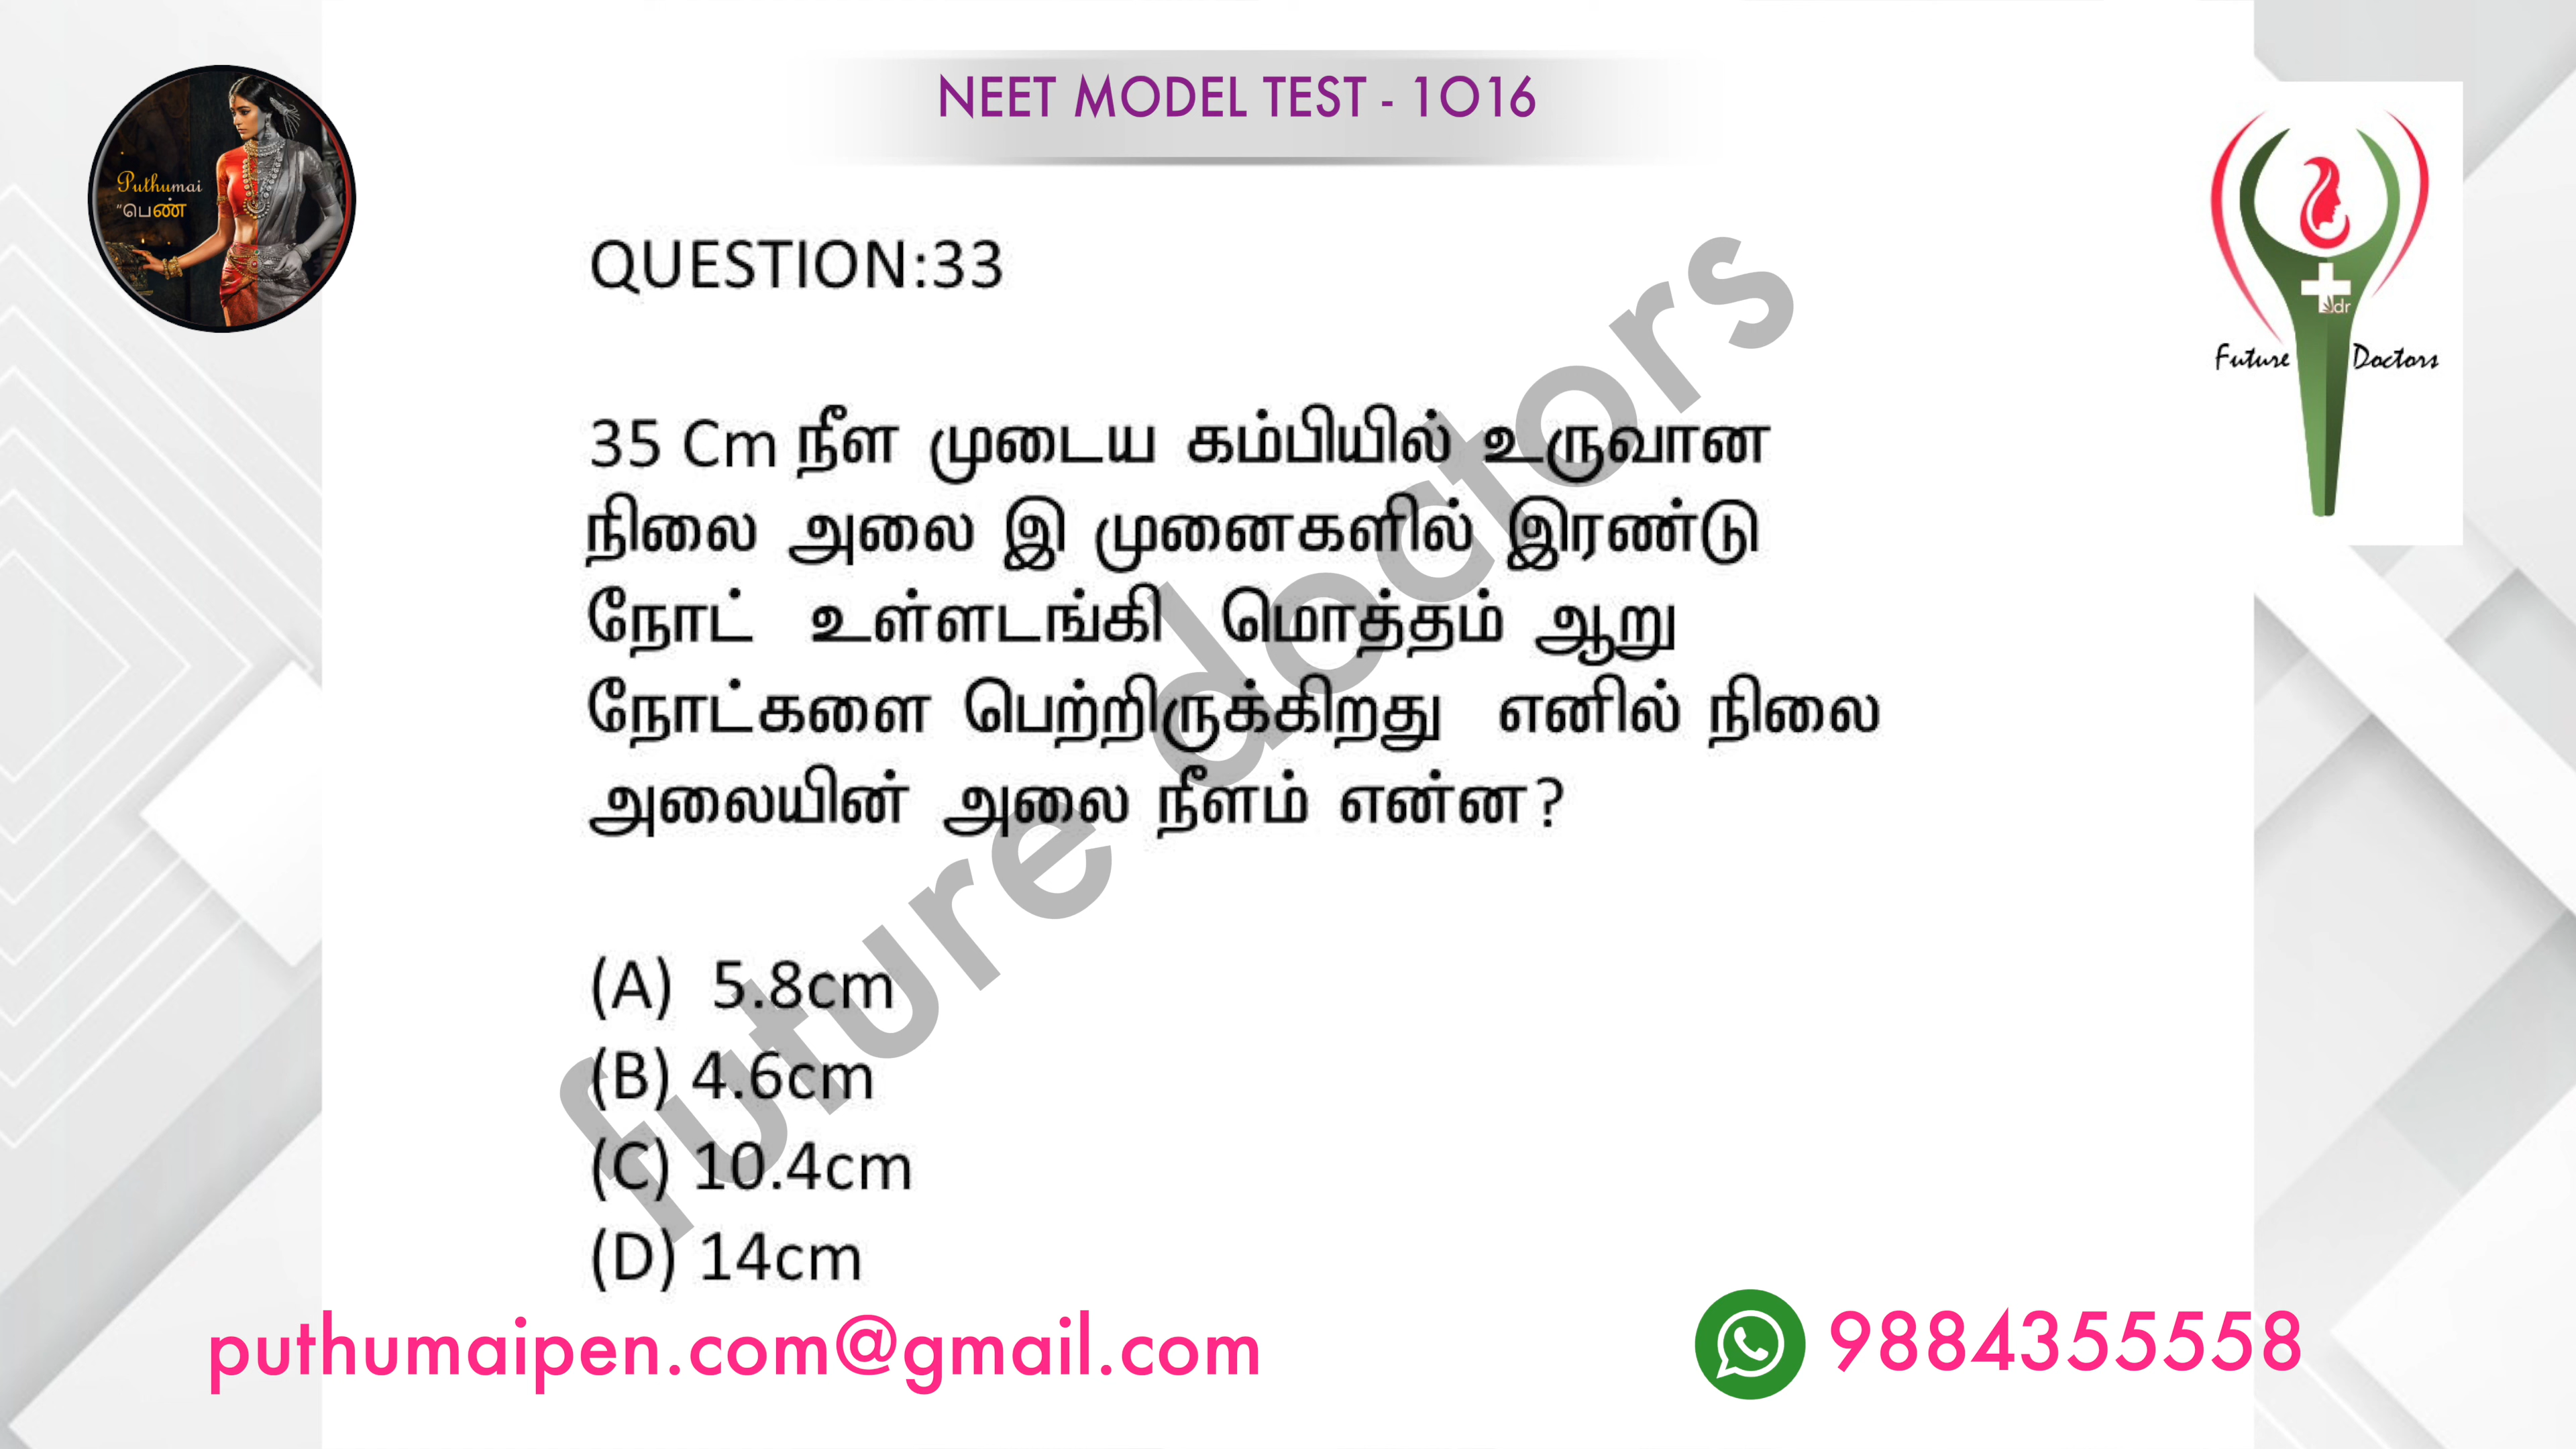 NEET MODEL TEST - 1O16
Puthumai
"பெண்
QUESTION:33
dr
Future Doctors
35 Cm நீள முடைய கம்பியில் உருவான
நிலை அலை இ முனைகளில் இரண்டு
நோட் உள்ளடங்கி மொத்தம் ஆறு
நோட்களை பெற்றிருக்கிறது எனில் நிலை
அலையின் அலை நீளம் என்ன?
(A) 5.8cm
(B) 4.6cm
(C) 10.4cm
(D) 14cm
future doctors
puthumaipen.com@gmail.com
9884355558